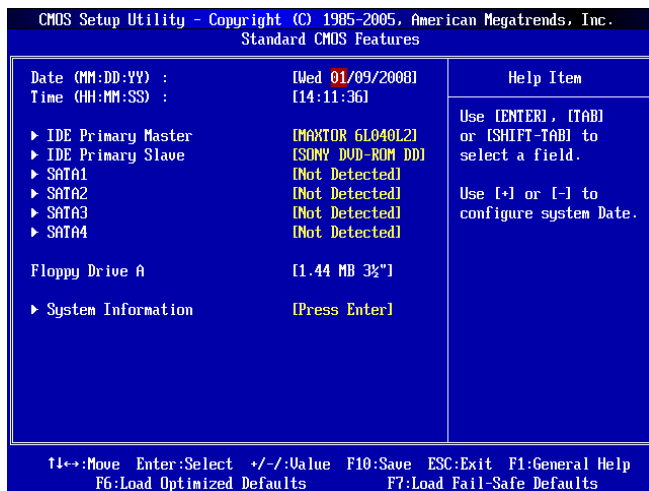 CMOS Setup Utility - Copyright (C) 1985-2005, American Megatrends, Inc.
Standard CMOS Features
Date (MM:DD:YY) : [Wed 01/09/2008]
Time (HH:MM:SS) : [14:11:36]
► IDE Primary Master [MAXTOR 6L040L2]
► IDE Primary Slave [SONY DVD-ROM DD]
► SATA1 [Not Detected]
► SATA2 [Not Detected]
► SATA3 [Not Detected]
► SATA4 [Not Detected]
Floppy Drive A [1.44 MB 3½"]
► System Information [Press Enter]
Help Item
Use [ENTER], [TAB]
or [SHIFT-TAB] to
select a field.
Use [+] or [-] to
configure system Date.
↑↓←→:Move Enter:Select +/-/:Value F10:Save ESC:Exit F1:General Help
F6:Load Optimized Defaults F7:Load Fail-Safe Defaults